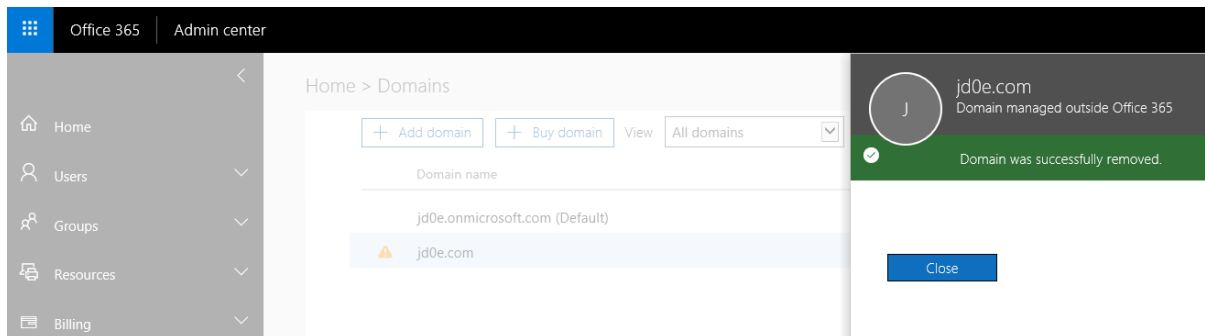 Office 365 Admin center
Home
Users
Groups
Resources
Billing
Home > Domains
+ Add domain
+ Buy domain
View
All domains
Domain name
jd0e.onmicrosoft.com (Default)
jd0e.com
J
jd0e.com
Domain managed outside Office 365
Domain was successfully removed.
Close